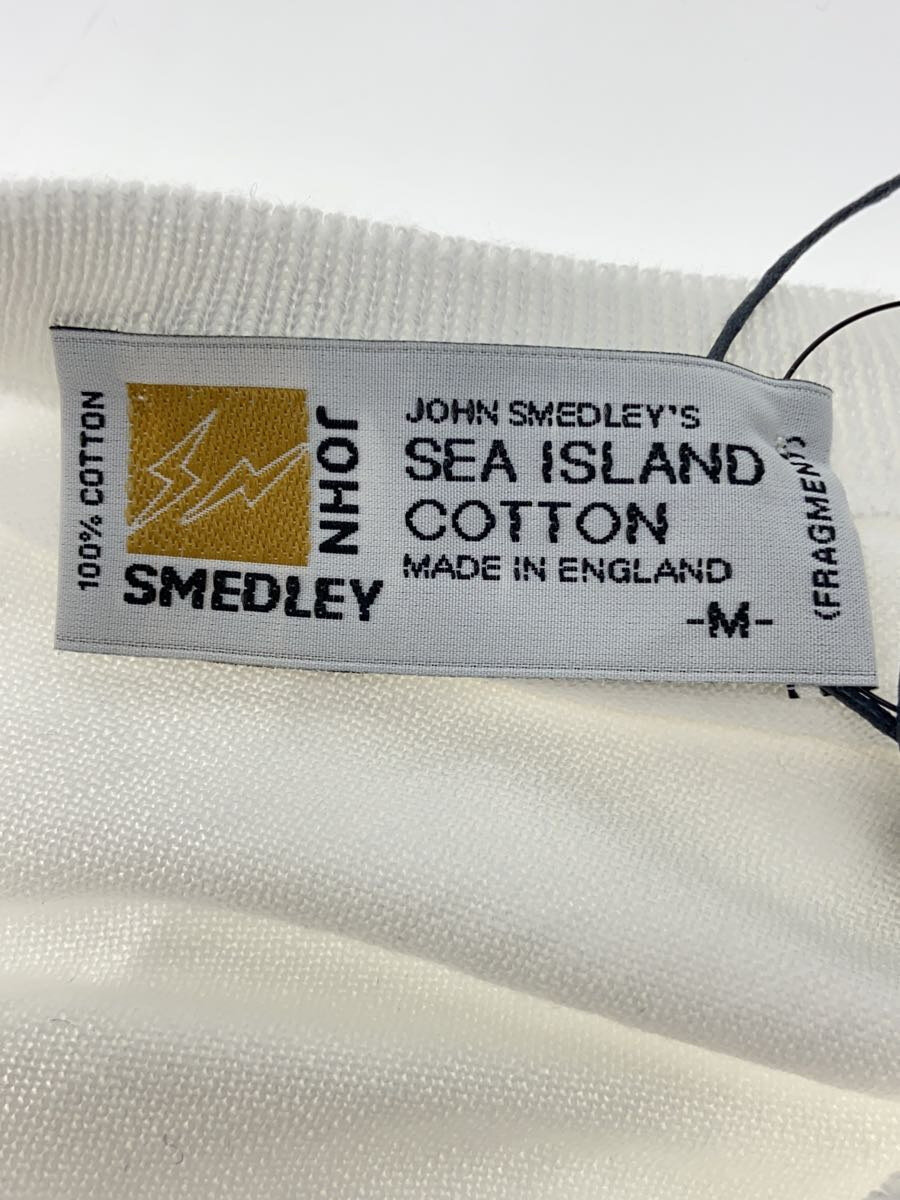 100% COTTON
JOHN
SMEDLEY
JOHN SMEDLEY'S
SEA ISLAND
COTTON
MADE IN ENGLAND
-M-
(FRAGMENT)